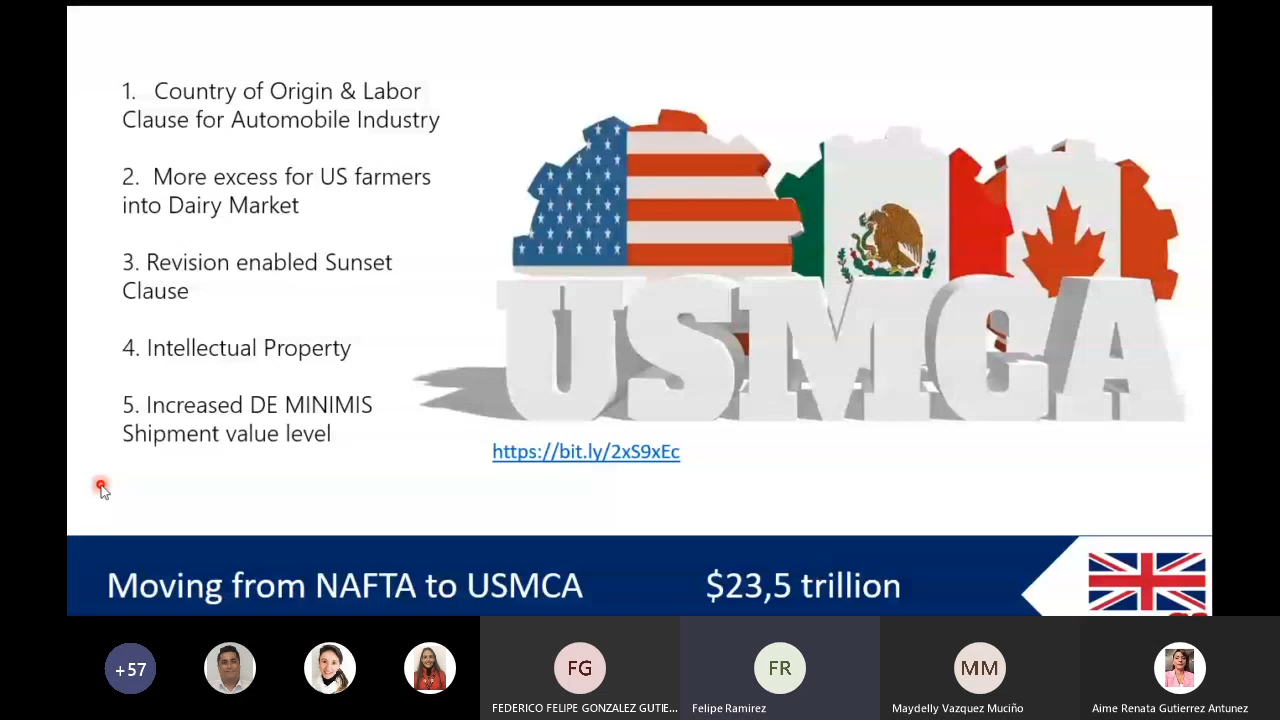 1. Country of Origin & Labor
Clause for Automobile Industry
2. More excess for US farmers
into Dairy Market
3. Revision enabled Sunset
Clause
4. Intellectual Property
5. Increased DE MINIMIS
Shipment value level
USMCA
https://bit.ly/2xS9xEc
Moving from NAFTA to USMCA
$23,5 trillion
+57
FG
FR
MM
FEDERICO FELIPE GONZALEZ GUTIE...
Felipe Ramirez
Maydelly Vazquez Muciño
Aime Renata Gutierrez Antunez